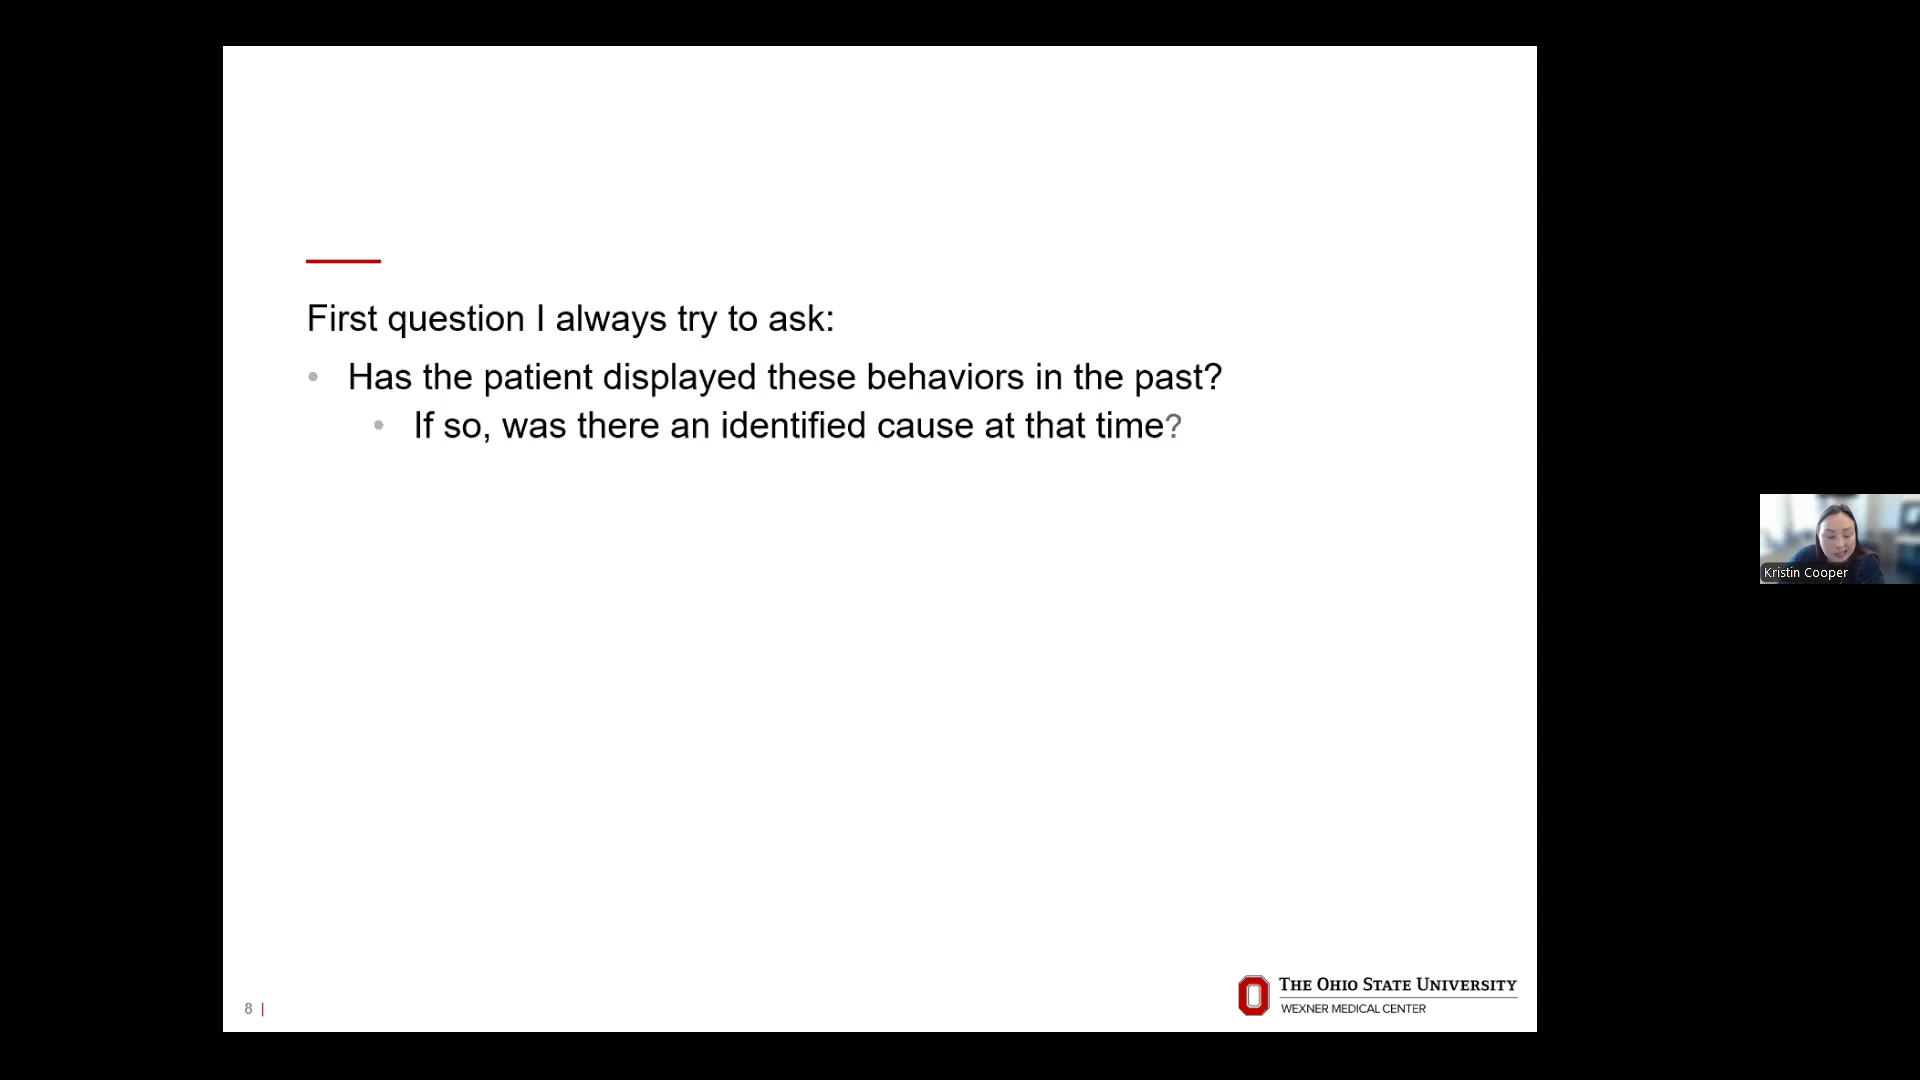 First question I always try to ask:
• Has the patient displayed these behaviors in the past?
• If so, was there an identified cause at that time?
Kristin Cooper
THE OHIO STATE UNIVERSITY
WEXNER MEDICAL CENTER
8 |